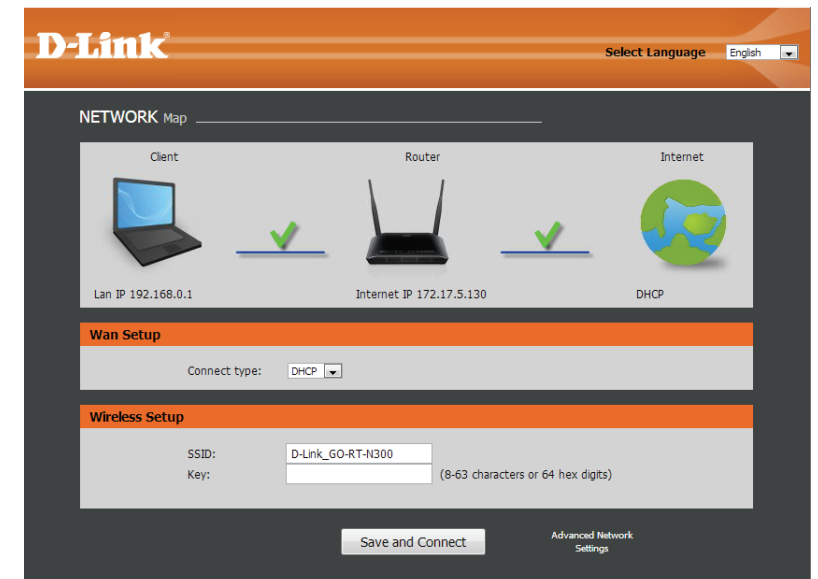 D-Link®
Select Language English
NETWORK Map
Client Router Internet
Lan IP 192.168.0.1 Internet IP 172.17.5.130 DHCP
Wan Setup
Connect type: DHCP
Wireless Setup
SSID: D-Link_GO-RT-N300
Key: (8-63 characters or 64 hex digits)
Save and Connect
Advanced Network
Settings